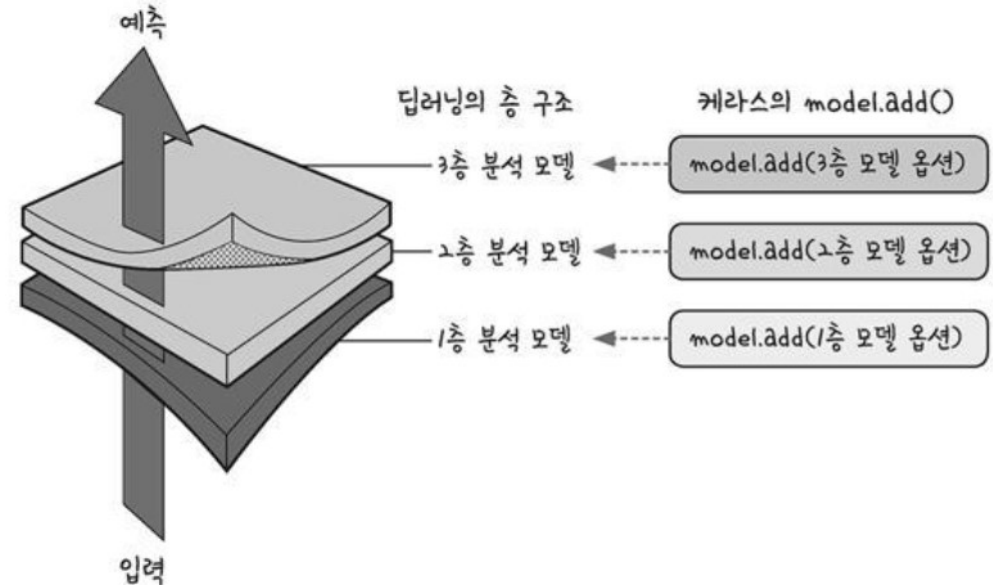 예측
딥러닝의 층 구조
케라스의 model.add()
3층 분석 모델
model.add(3층 모델 옵션)
2층 분석 모델
model.add(2층 모델 옵션)
1층 분석 모델
model.add(1층 모델 옵션)
입력